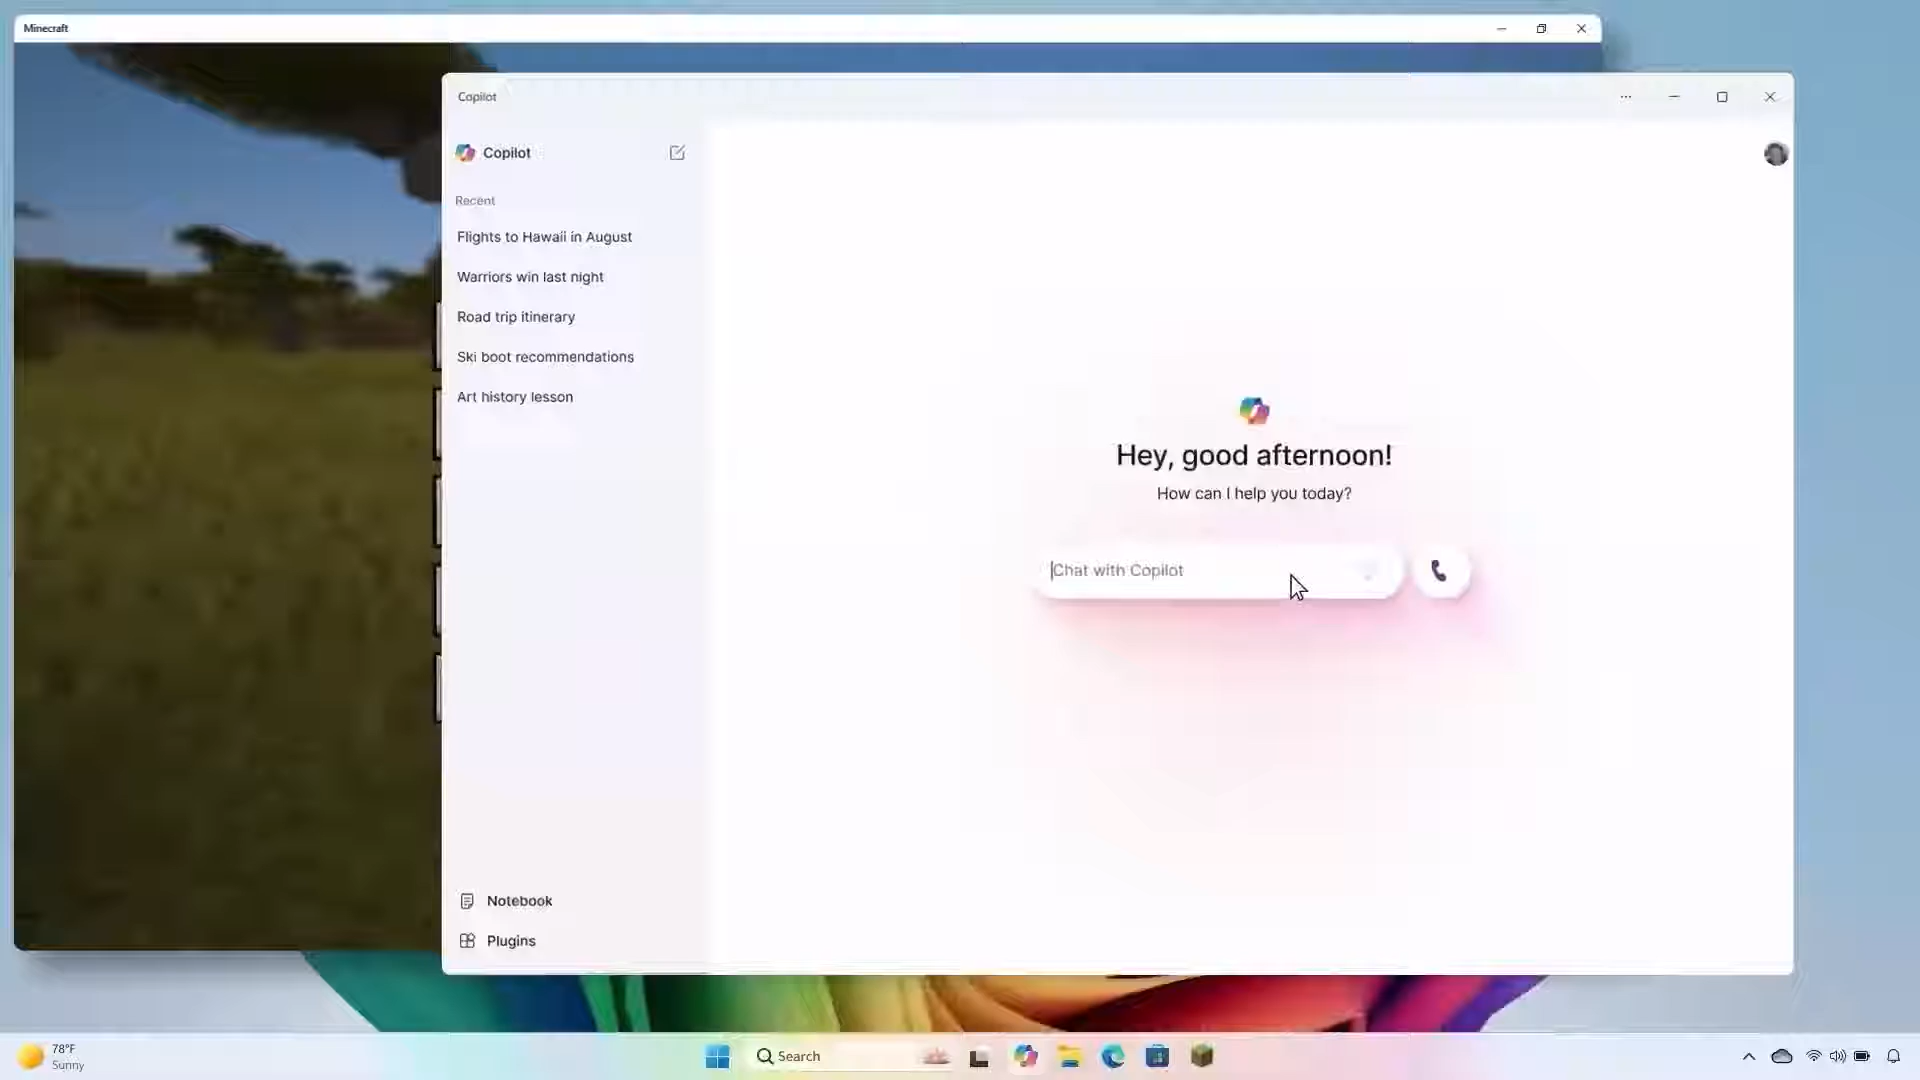 Minecraft
Copilot
Copilot
Recent
Flights to Hawaii in August
Warriors win last night
Road trip itinerary
Ski boot recommendations
Art history lesson
Hey, good afternoon!
How can I help you today?
Chat with Copilot
Notebook
Plugins
78°F
Sunny
Search